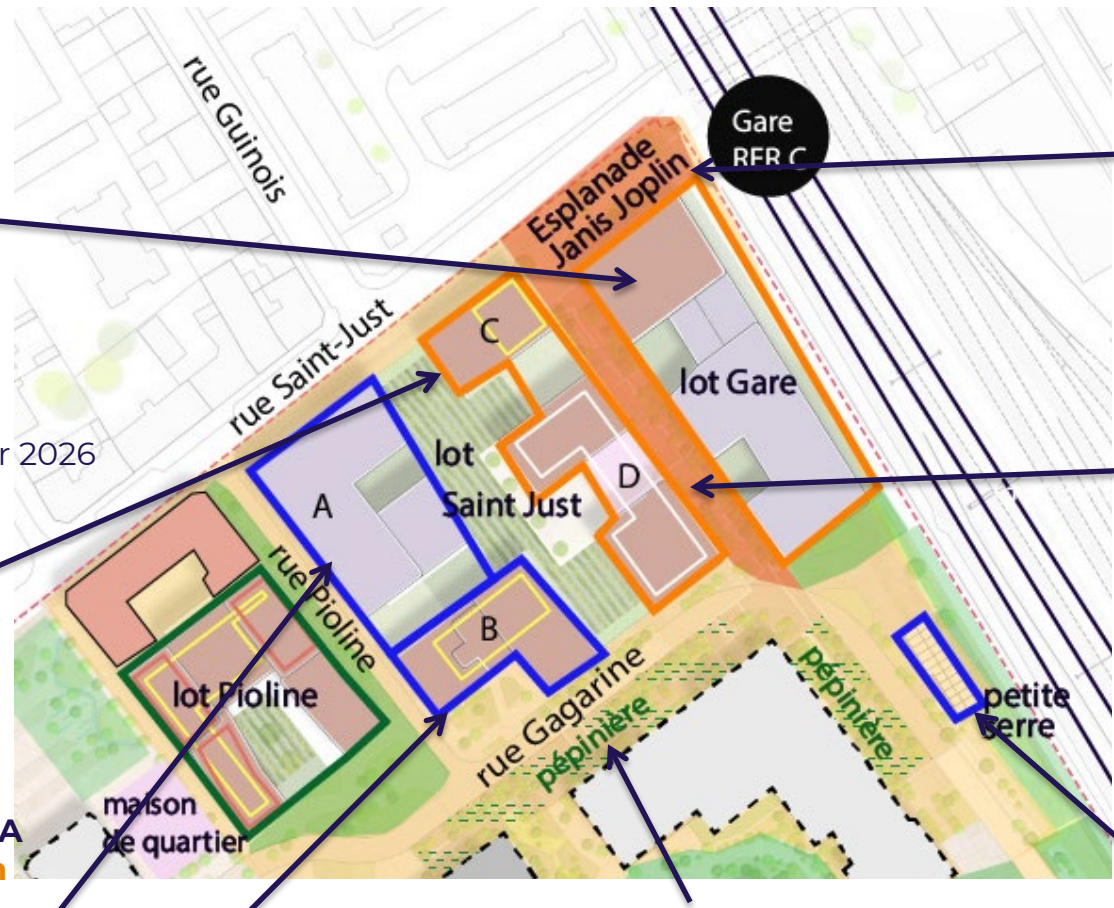 rue Guinois
Gare
RER C
Esplanade
Janis Joplin
rue Saint-Just
C
lot Gare
r 2026
lot
Saint Just
D
A
rue Pioline
B
lot Pioline
rue Gagarine
pépinière
pépinière
petite
serre
maison
de quartier
A
n